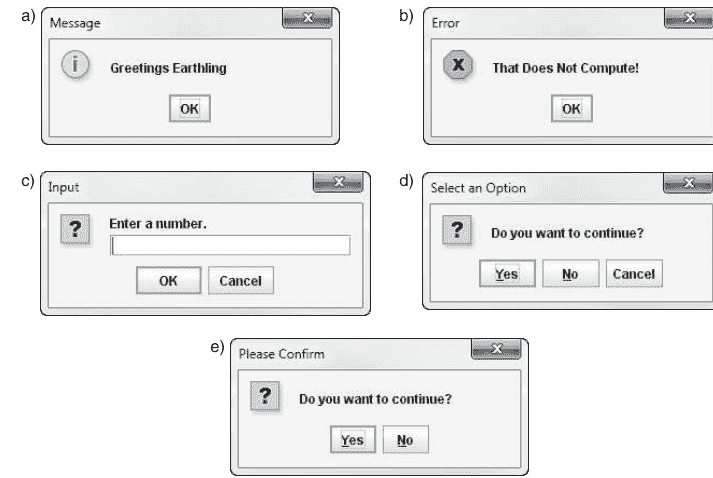 a) Message
i
Greetings Earthling
OK
b) Error
X
That Does Not Compute!
OK
c) Input
?
Enter a number.
OK Cancel
d) Select an Option
?
Do you want to continue?
Yes No Cancel
e) Please Confirm
?
Do you want to continue?
Yes No